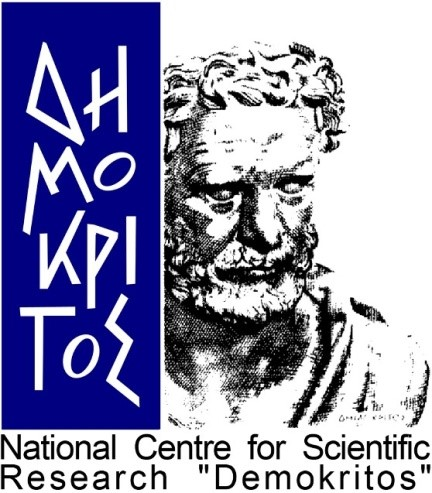 ΔΗ
ΜΟ
ΚΡΙ
ΤΟΣ
National Centre for Scientific
Research "Demokritos"